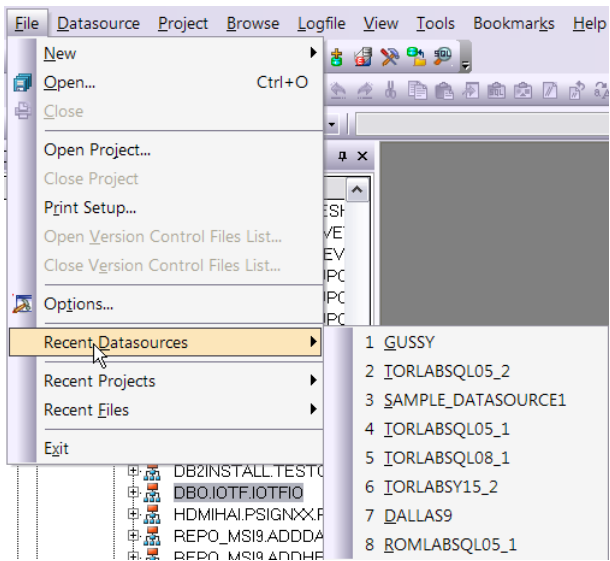 File Datasource Project Browse Logfile View Tools Bookmarks Help
New
Open... Ctrl+O
Close
Open Project...
Close Project
Print Setup...
Open Version Control Files List...
Close Version Control Files List...
Options...
Recent Datasources
Recent Projects
Recent Files
Exit
1 GUSSY
2 TORLABSQL05_2
3 SAMPLE_DATASOURCE1
4 TORLABSQL05_1
5 TORLABSQL08_1
6 TORLABSY15_2
7 DALLAS9
8 ROMLABSQL05_1
DB2INSTALL.TESTC
DBO.IOTF.IOTFIO
HDMIHAI.PSIGNXX.F
REPO_MSI9.ADDDA
REPO_MSI9.ADDHE